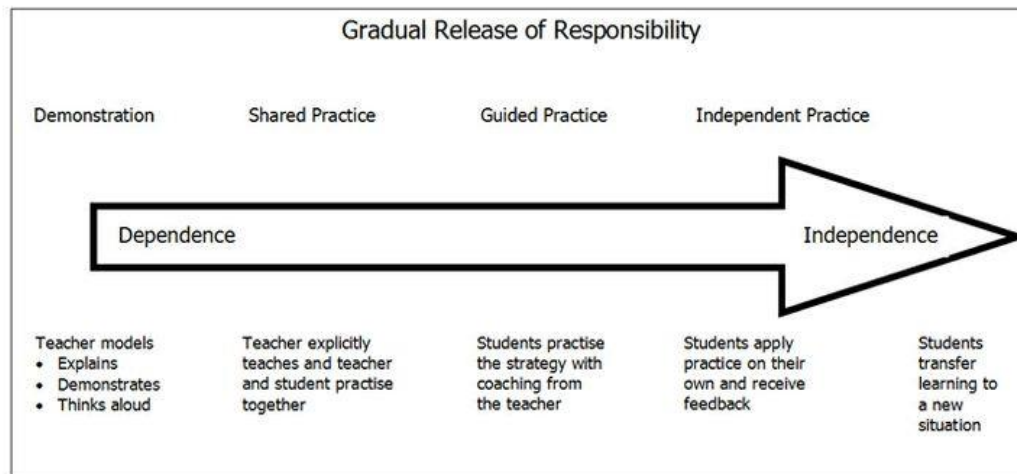 Gradual Release of Responsibility
Demonstration
Shared Practice
Guided Practice
Independent Practice
Dependence
Independence
Teacher models
• Explains
• Demonstrates
• Thinks aloud
Teacher explicitly
teaches and teacher
and student practise
together
Students practise
the strategy with
coaching from
the teacher
Students apply
practice on their
own and receive
feedback
Students
transfer
learning to
a new
situation